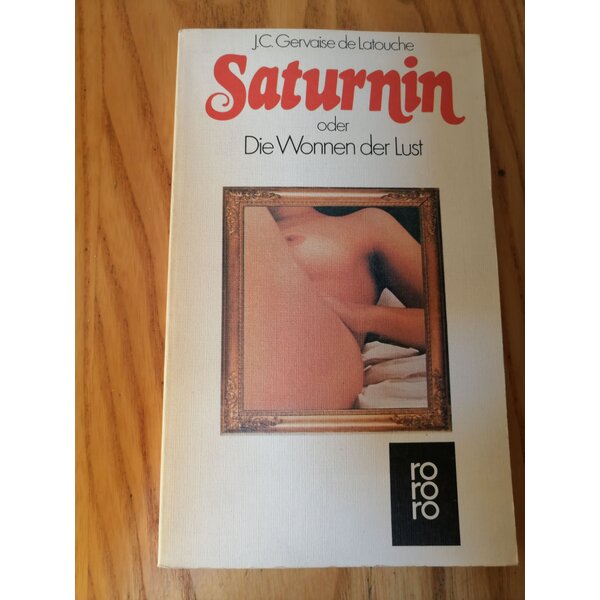 J.C. Gervaise de Latouche
Saturnin
oder
Die Wonnen der Lust
ro
ro
ro